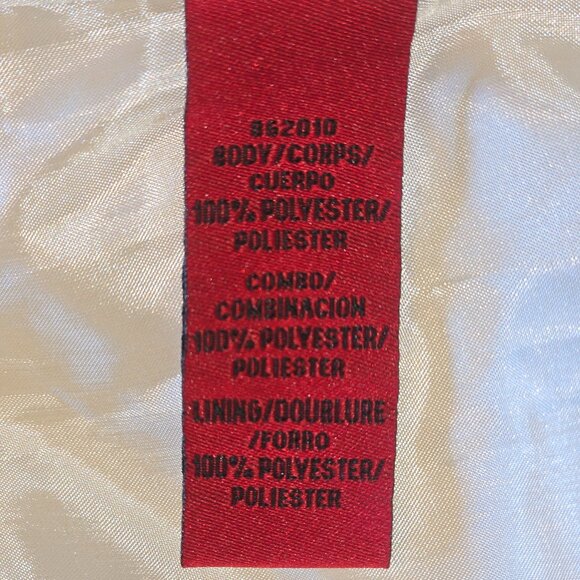 862010
BODY/CORPS/
CUERPO
100% POLYESTER/
POLIESTER
COMBO/
COMBINACION
100% POLYESTER/
POLIESTER
LINING/DOUBLURE
/FORRO
100% POLYESTER/
POLIESTER